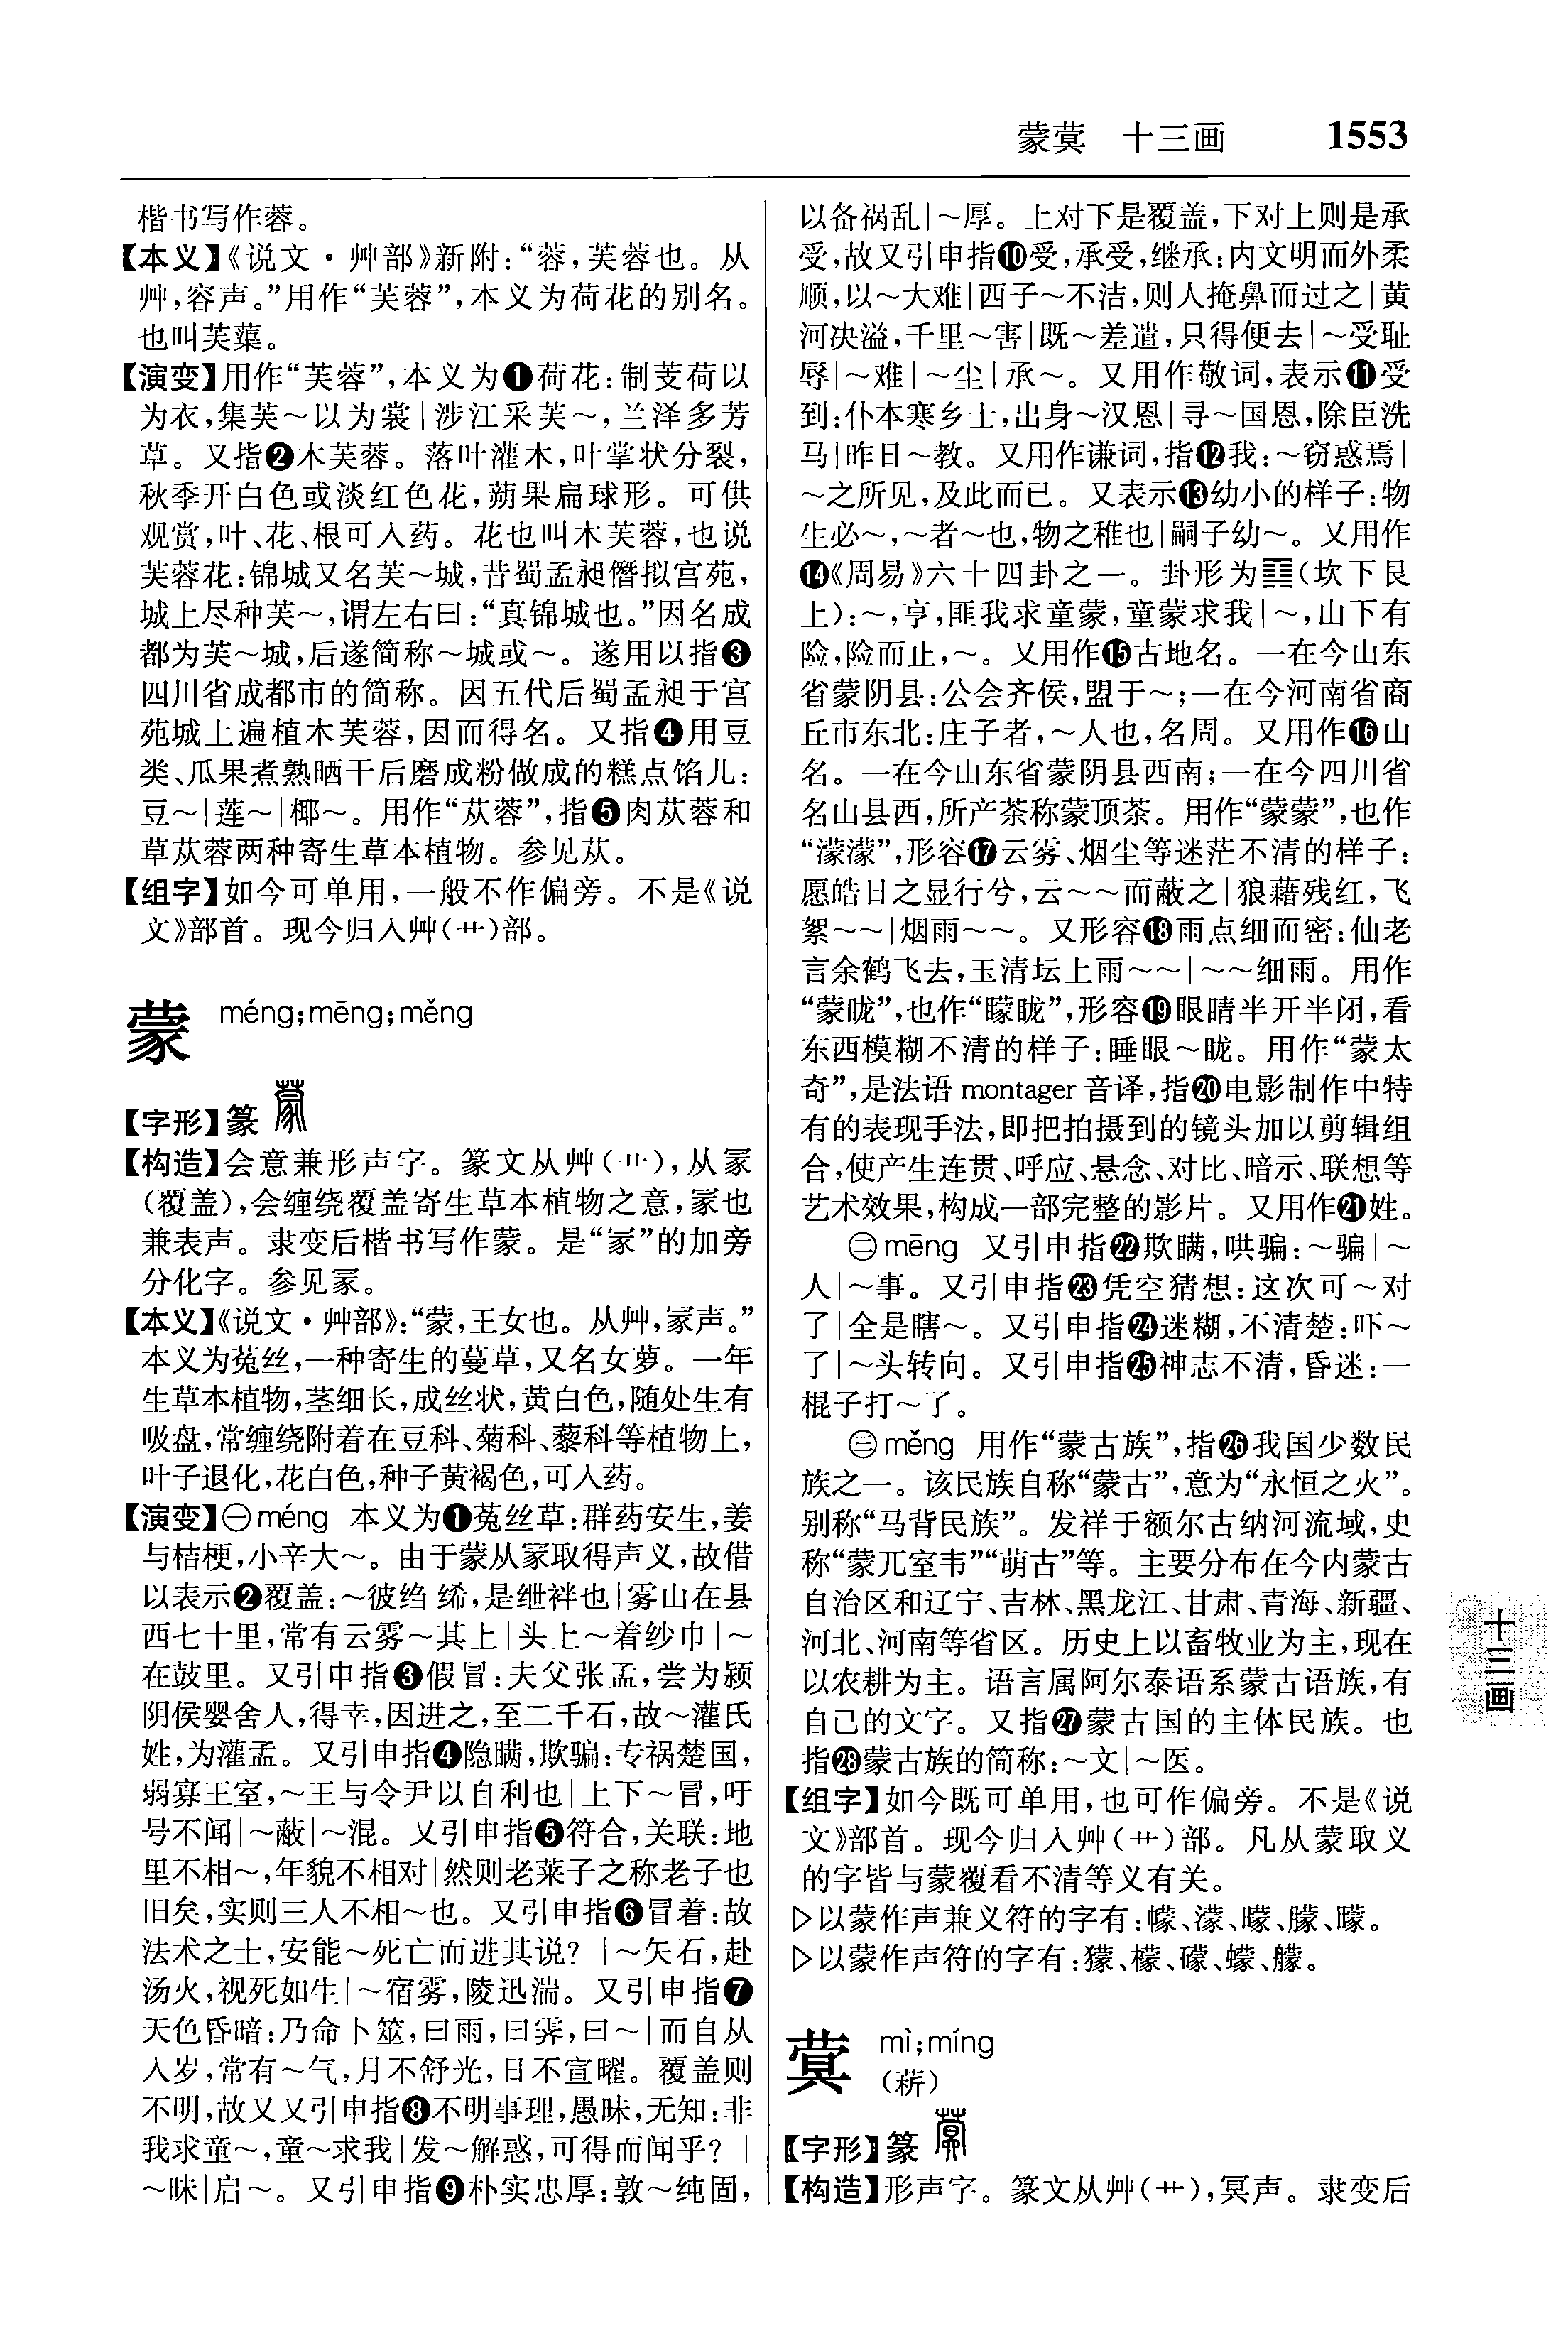 蒙蓂 十三画 1553
楷书写作蓉。
【本义】《说文·艸部》新附:“蓉,芙蓉也。从
艸,容声。”用作“芙蓉”,本义为荷花的别名。
也叫芙蕖。
【演变】用作“芙蓉”,本义为❶荷花:制芰荷以
为衣,集芙～以为裳|涉江采芙～,兰泽多芳
草。又指❷木芙蓉。落叶灌木,叶掌状分裂,
秋季开白色或淡红色花,蒴果扁球形。可供
观赏,叶、花、根可入药。花也叫木芙蓉,也说
芙蓉花:锦城又名芙～城,昔蜀孟昶僭拟宫苑,
城上尽种芙～,谓左右曰:“真锦城也。”因名成
都为芙～城,后遂简称～城或～。遂用以指❸
四川省成都市的简称。因五代后蜀孟昶于宫
苑城上遍植木芙蓉,因而得名。又指❹用豆
类、瓜果煮熟晒干后磨成粉做成的糕点馅儿:
豆～|莲～|椰～。用作“苁蓉”,指❺肉苁蓉和
草苁蓉两种寄生草本植物。参见苁。
【组字】如今可单用,一般不作偏旁。不是《说
文》部首。现今归入艸(艹)部。
蒙 méng;mēng;měng
【字形】篆
【构造】会意兼形声字。篆文从艸(艹),从冡
(覆盖),会缠绕覆盖寄生草本植物之意,冡也
兼表声。隶变后楷书写作蒙。是“冡”的加旁
分化字。参见冡。
【本义】《说文·艸部》:“蒙,王女也。从艸,冡声。”
本义为菟丝,一种寄生的蔓草,又名女萝。一年
生草本植物,茎细长,成丝状,黄白色,随处生有
吸盘,常缠绕附着在豆科、菊科、藜科等植物上,
叶子退化,花白色,种子黄褐色,可入药。
【演变】㊀méng 本义为❶菟丝草:群药安生,姜
与桔梗,小辛大～。由于蒙从冡取得声义,故借
以表示❷覆盖:～彼绉 𫄨,是绁袢也|雾山在县
西七十里,常有云雾～其上|头上～着纱巾|～
在鼓里。又引申指❸假冒:夫父张孟,尝为颍
阴侯婴舍人,得幸,因进之,至二千石,故～灌氏
姓,为灌孟。又引申指❹隐瞒,欺骗:专祸楚国,
弱寡王室,～王与令尹以自利也|上下～冒,吁
号不闻|～蔽|～混。又引申指❺符合,关联:地
里不相～,年貌不相对|然则老莱子之称老子也
旧矣,实则三人不相～也。又引申指❻冒着:故
法术之士,安能～死亡而进其说?|～矢石,赴
汤火,视死如生|～宿雾,陵迅湍。又引申指❼
天色昏暗:乃命卜筮,曰雨,曰霁,曰～|而自从
入岁,常有～气,月不舒光,日不宣曜。覆盖则
不明,故又又引申指❽不明事理,愚昧,无知:非
我求童～,童～求我|发～解惑,可得而闻乎?|
～昧|启～。又引申指❾朴实忠厚:敦～纯固,
以备祸乱|～厚。上对下是覆盖,下对上则是承
受,故又引申指❿受,承受,继承:内文明而外柔
顺,以～大难|西子～不洁,则人掩鼻而过之|黄
河决溢,千里～害|既～差遣,只得便去|～受耻
辱|～难|～尘|承～。又用作敬词,表示⓫受
到:仆本寒乡士,出身～汉恩|寻～国恩,除臣洗
马|昨日～教。又用作谦词,指⓬我:～窃惑焉|
～之所见,及此而已。又表示⓭幼小的样子:物
生必～,～者～也,物之稚也|嗣子幼～。又用作
⓮《周易》六十四卦之一。卦形为䷃(坎下艮
上):～,亨,匪我求童蒙,童蒙求我|～,山下有
险,险而止,～。又用作⓯古地名。一在今山东
省蒙阴县:公会齐侯,盟于～;一在今河南省商
丘市东北:庄子者,～人也,名周。又用作⓰山
名。一在今山东省蒙阴县西南;一在今四川省
名山县西,所产茶称蒙顶茶。用作“蒙蒙”,也作
“濛濛”,形容⓱云雾、烟尘等迷茫不清的样子:
愿皓日之显行兮,云～～而蔽之|狼藉残红,飞
絮～～|烟雨～～。又形容⓲雨点细而密:仙老
言余鹤飞去,玉清坛上雨～～|～～细雨。用作
“蒙眬”,也作“矇眬”,形容⓳眼睛半开半闭,看
东西模糊不清的样子:睡眼～眬。用作“蒙太
奇”,是法语 montager 音译,指⓴电影制作中特
有的表现手法,即把拍摄到的镜头加以剪辑组
合,使产生连贯、呼应、悬念、对比、暗示、联想等
艺术效果,构成一部完整的影片。又用作㉑姓。
㊁mēng 又引申指㉒欺瞒,哄骗:～骗|～
人|～事。又引申指㉓凭空猜想:这次可～对
了|全是瞎～。又引申指㉔迷糊,不清楚:吓～
了|～头转向。又引申指㉕神志不清,昏迷:一
棍子打～了。
㊂měng 用作“蒙古族”,指㉖我国少数民
族之一。该民族自称“蒙古”,意为“永恒之火”。
别称“马背民族”。发祥于额尔古纳河流域,史
称“蒙兀室韦”“萌古”等。主要分布在今内蒙古
自治区和辽宁、吉林、黑龙江、甘肃、青海、新疆、
河北、河南等省区。历史上以畜牧业为主,现在
以农耕为主。语言属阿尔泰语系蒙古语族,有
自己的文字。又指㉗蒙古国的主体民族。也
指㉘蒙古族的简称:～文|～医。
【组字】如今既可单用,也可作偏旁。不是《说
文》部首。现今归入艸(艹)部。凡从蒙取义
的字皆与蒙覆看不清等义有关。
▷以蒙作声兼义符的字有:幪、濛、曚、朦、矇。
▷以蒙作声符的字有:獴、檬、礞、蠓、艨。
蓂 mì;míng
(蓂)
【字形】篆
【构造】形声字。篆文从艸(艹),冥声。隶变后
十三画